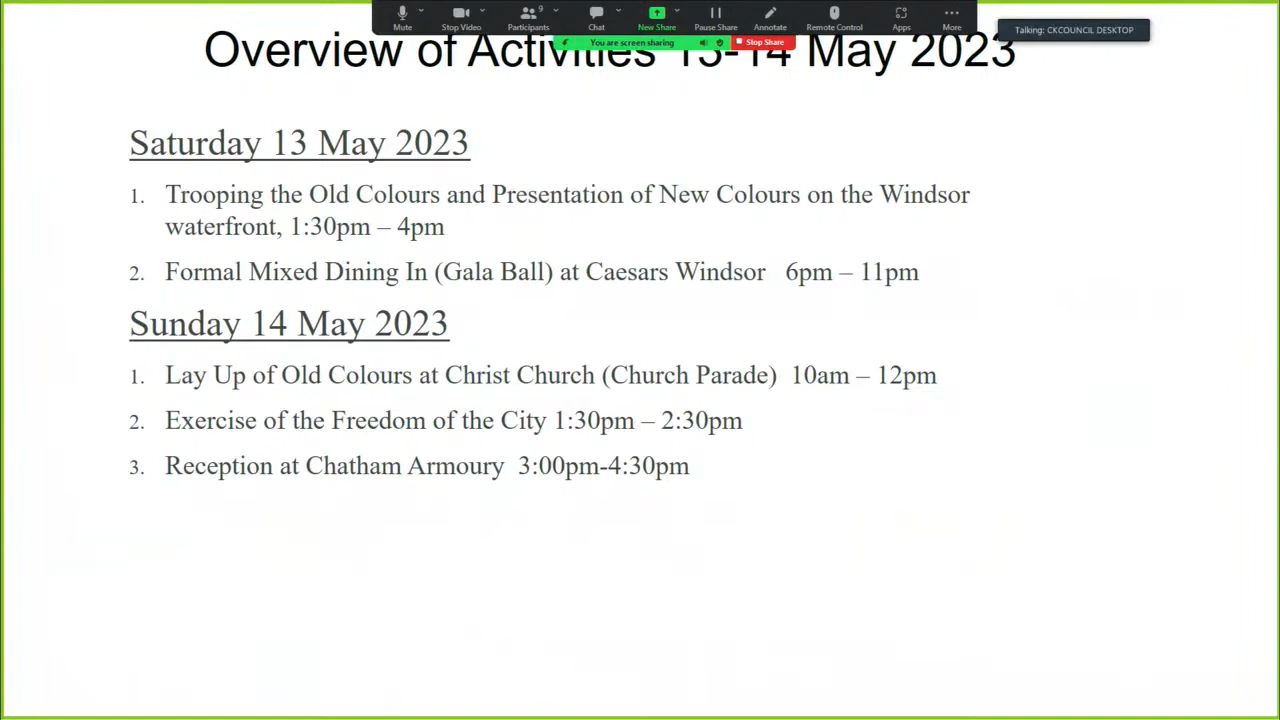 9
Mute
Stop Video
Participants
Chat
New Share
Pause Share
Annotate
Remote Control
Apps
More
You are screen sharing
Stop Share
Talking: CKCOUNCIL DESKTOP
Overview of Activities 13-14 May 2023
Saturday 13 May 2023
1. Trooping the Old Colours and Presentation of New Colours on the Windsor
waterfront, 1:30pm – 4pm
2. Formal Mixed Dining In (Gala Ball) at Caesars Windsor 6pm – 11pm
Sunday 14 May 2023
1. Lay Up of Old Colours at Christ Church (Church Parade) 10am – 12pm
2. Exercise of the Freedom of the City 1:30pm – 2:30pm
3. Reception at Chatham Armoury 3:00pm-4:30pm